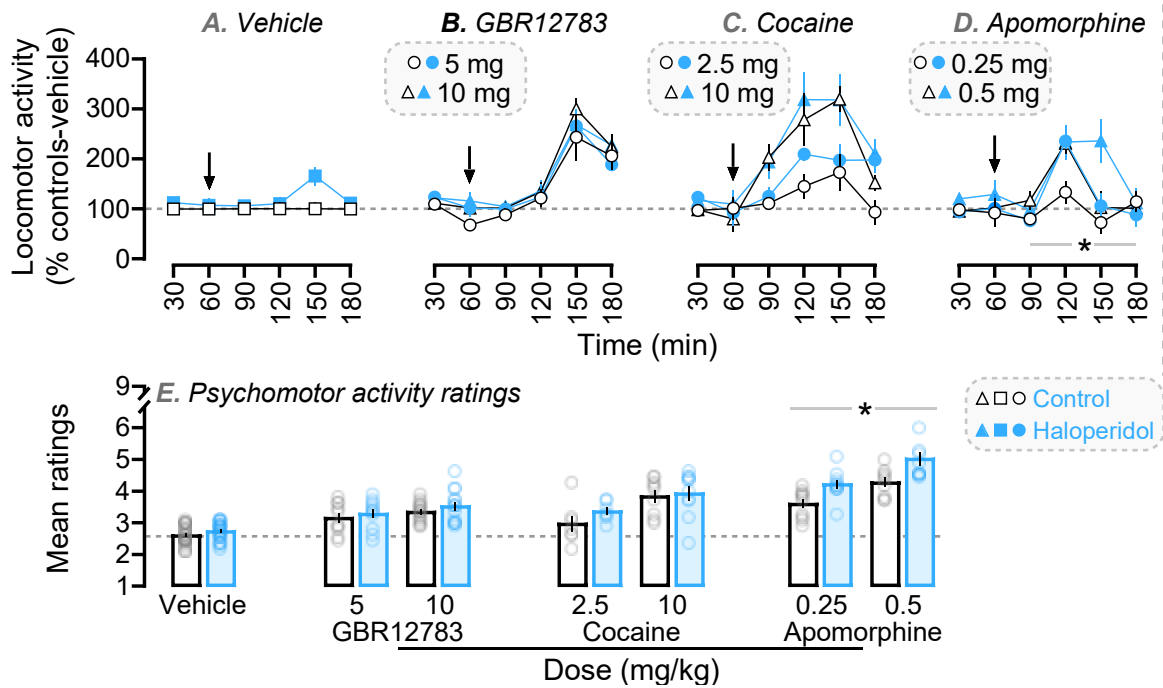 A. Vehicle
B. GBR12783
C. Cocaine
D. Apomorphine
5 mg
10 mg
2.5 mg
10 mg
0.25 mg
0.5 mg
Locomotor activity
(% controls-vehicle)
400
300
200
100
0
*
30 60 90 120 150 180
30 60 90 120 150 180
30 60 90 120 150 180
30 60 90 120 150 180
Time (min)
E. Psychomotor activity ratings
Mean ratings
9
6
5
4
3
2
1
*
Control
Haloperidol
Vehicle
5 10
2.5 10
0.25 0.5
GBR12783
Cocaine
Apomorphine
Dose (mg/kg)